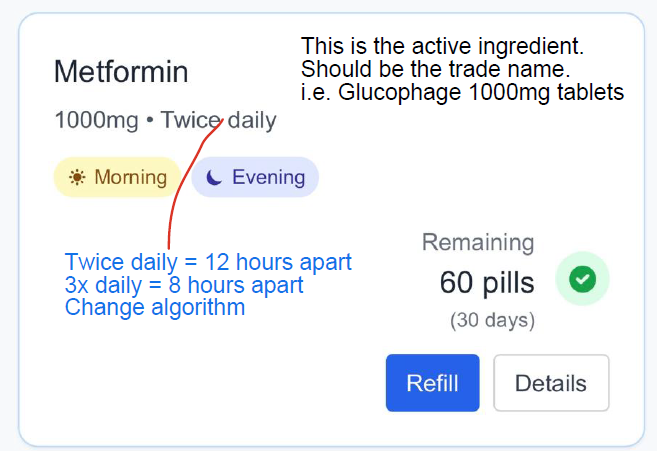 This is the active ingredient.
Should be the trade name.
i.e. Glucophage 1000mg tablets
Metformin
1000mg • Twice daily
Morning
Evening
Twice daily = 12 hours apart
3x daily = 8 hours apart
Change algorithm
Remaining
60 pills
(30 days)
Refill
Details